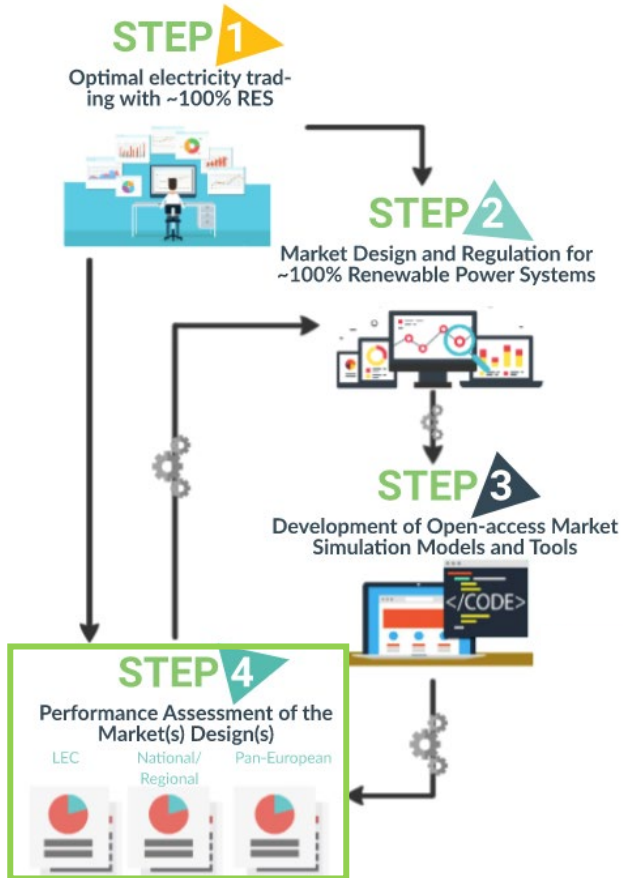 STEP 1
Optimal electricity trad-
ing with ~100% RES
STEP 2
Market Design and Regulation for
~100% Renewable Power Systems
STEP 3
Development of Open-access Market
Simulation Models and Tools
</CODE>
STEP 4
Performance Assessment of the
Market(s) Design(s)
LEC
National/
Regional
Pan-European